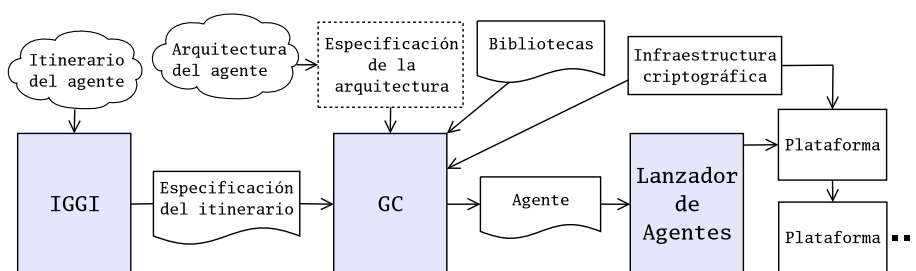 Itinerario
del agente
Arquitectura
del agente
Especificación
de la
arquitectura
Bibliotecas
Infraestructura
criptográfica
IGGI
Especificación
del itinerario
GC
Agente
Lanzador
de
Agentes
Plataforma
Plataforma